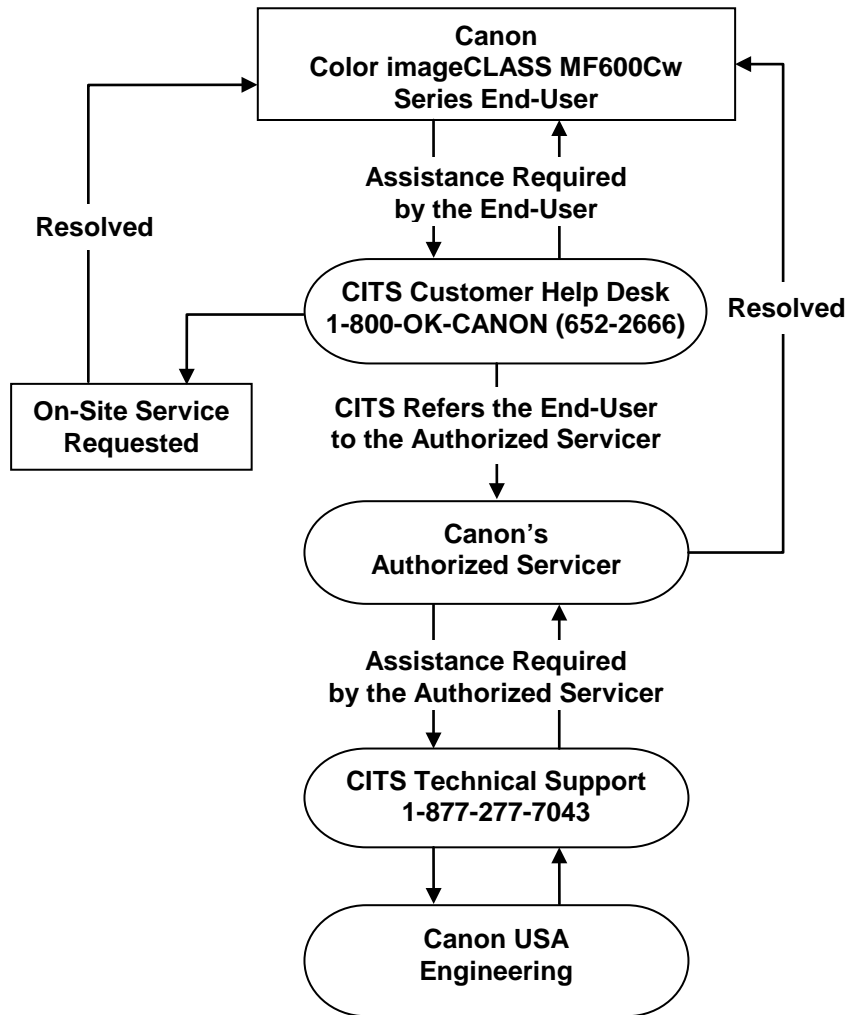 Canon
Color imageCLASS MF600Cw
Series End-User
Assistance Required
by the End-User
Resolved
CITS Customer Help Desk
1-800-OK-CANON (652-2666)
Resolved
On-Site Service
Requested
CITS Refers the End-User
to the Authorized Servicer
Canon’s
Authorized Servicer
Assistance Required
by the Authorized Servicer
CITS Technical Support
1-877-277-7043
Canon USA
Engineering